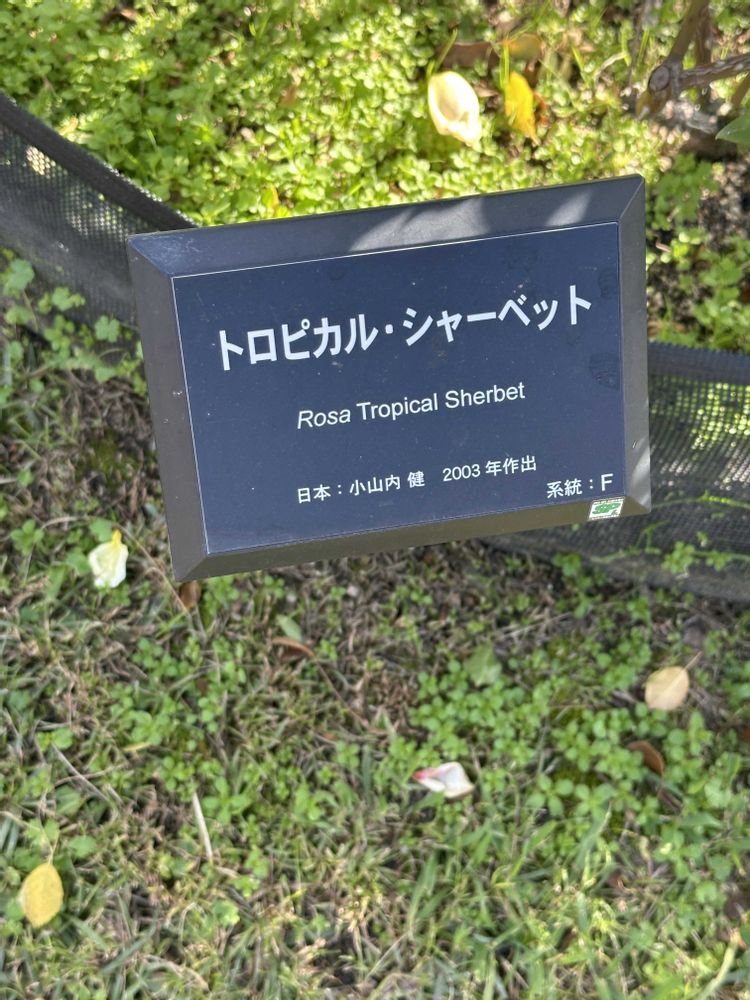 トロピカル・シャーベット
Rosa Tropical Sherbet
日本：小山内 健　2003 年作出
系統：F